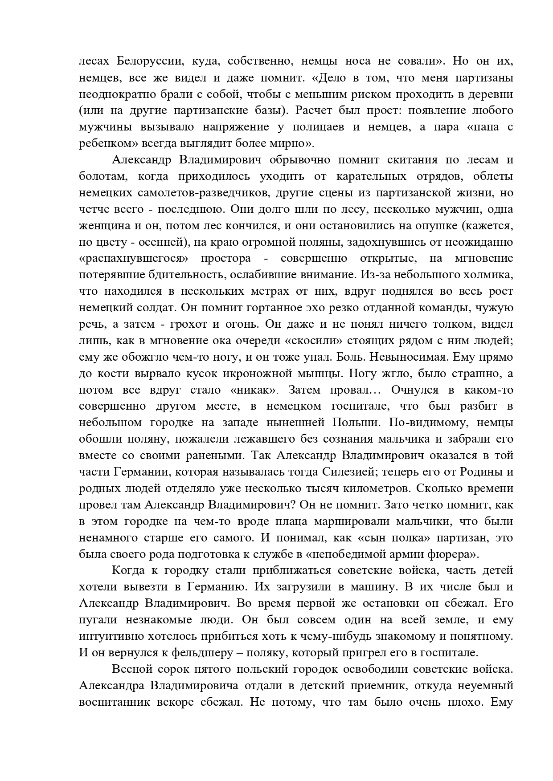 лесах Белоруссии, куда, собственно, немцы носа не совали». Но он их,
немцев, все же видел и даже помнит. «Дело в том, что меня партизаны
неоднократно брали с собой, чтобы с меньшим риском проходить в деревни
(или на другие партизанские базы). Расчет был прост: появление любого
мужчины вызывало напряжение у полицаев и немцев, а пара «папа с
ребенком» всегда выглядит более мирно».
Александр Владимирович обрывочно помнит скитания по лесам и
болотам, когда приходилось уходить от карательных отрядов, облеты
немецких самолетов-разведчиков, другие сцены из партизанской жизни, но
четче всего - последнюю. Они долго шли по лесу, несколько мужчин, одна
женщина и он, потом лес кончился, и они остановились на опушке (кажется,
по цвету - осенней), на краю огромной поляны, задохнувшись от неожиданно
«распахнувшегося» простора - совершенно открытые, на мгновение
потерявшие бдительность, ослабившие внимание. Из-за небольшого холмика,
что находился в нескольких метрах от них, вдруг поднялся во весь рост
немецкий солдат. Он помнит гортанное эхо резко отданной команды, чужую
речь, а затем - грохот и огонь. Он даже и не понял ничего толком, видел
лишь, как в мгновение ока очереди «скосили» стоящих рядом с ним людей;
ему же обожгло чем-то ногу, и он тоже упал. Боль. Невыносимая. Ему прямо
до кости вырвало кусок икроножной мышцы. Ногу жгло, было страшно, а
потом все вдруг стало «никак». Затем провал… Очнулся в каком-то
совершенно другом месте, в немецком госпитале, что был разбит в
небольшом городке на западе нынешней Польши. По-видимому, немцы
обошли поляну, пожалели лежавшего без сознания мальчика и забрали его
вместе со своими ранеными. Так Александр Владимирович оказался в той
части Германии, которая называлась тогда Силезией; теперь его от Родины и
родных людей отделяло уже несколько тысяч километров. Сколько времени
провел там Александр Владимирович? Он не помнит. Зато четко помнит, как
в этом городке на чем-то вроде плаца маршировали мальчики, что были
ненамного старше его самого. И понимал, как «сын полка» партизан, это
была своего рода подготовка к службе в «непобедимой армии фюрера».
Когда к городку стали приближаться советские войска, часть детей
хотели вывезти в Германию. Их загрузили в машину. В их числе был и
Александр Владимирович. Во время первой же остановки он сбежал. Его
пугали незнакомые люди. Он был совсем один на всей земле, и ему
интуитивно хотелось прибиться хоть к чему-нибудь знакомому и понятному.
И он вернулся к фельдшеру – поляку, который пригрел его в госпитале.
Весной сорок пятого польский городок освободили советские войска.
Александра Владимировича отдали в детский приемник, откуда неуемный
воспитанник вскоре сбежал. Не потому, что там было очень плохо. Ему